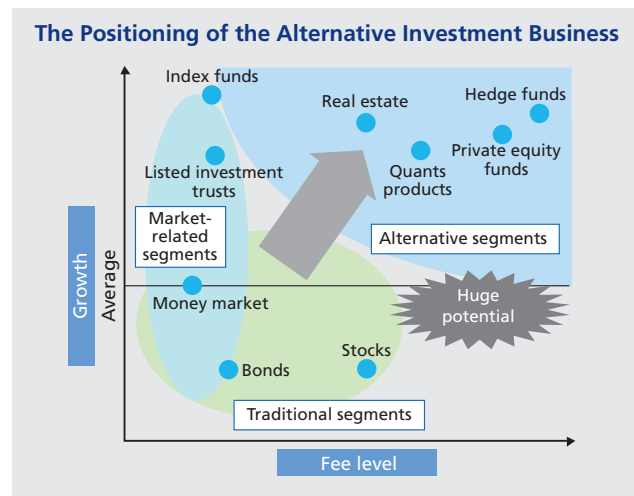 The Positioning of the Alternative Investment Business
Index funds
Real estate
Hedge funds
Listed investment
trusts
Quants
products
Private equity
funds
Market-
related
segments
Alternative segments
Growth
Average
Money market
Huge
potential
Bonds
Stocks
Traditional segments
Fee level